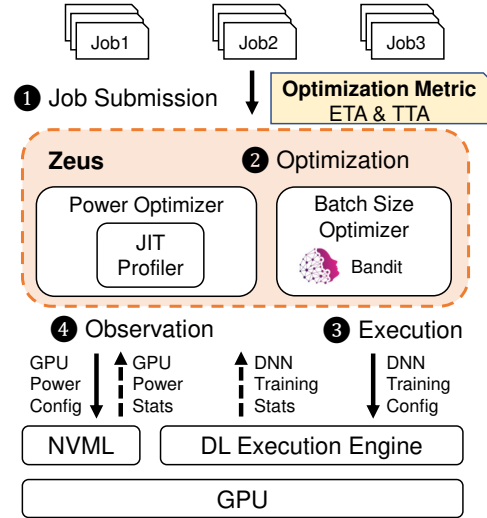 Job1
Job2
Job3
❶ Job Submission
Optimization Metric
ETA & TTA
Zeus
❷ Optimization
Power Optimizer
JIT
Profiler
Batch Size
Optimizer
Bandit
❹ Observation
❸ Execution
GPU
Power
Config
GPU
Power
Stats
DNN
Training
Stats
DNN
Training
Config
NVML
DL Execution Engine
GPU